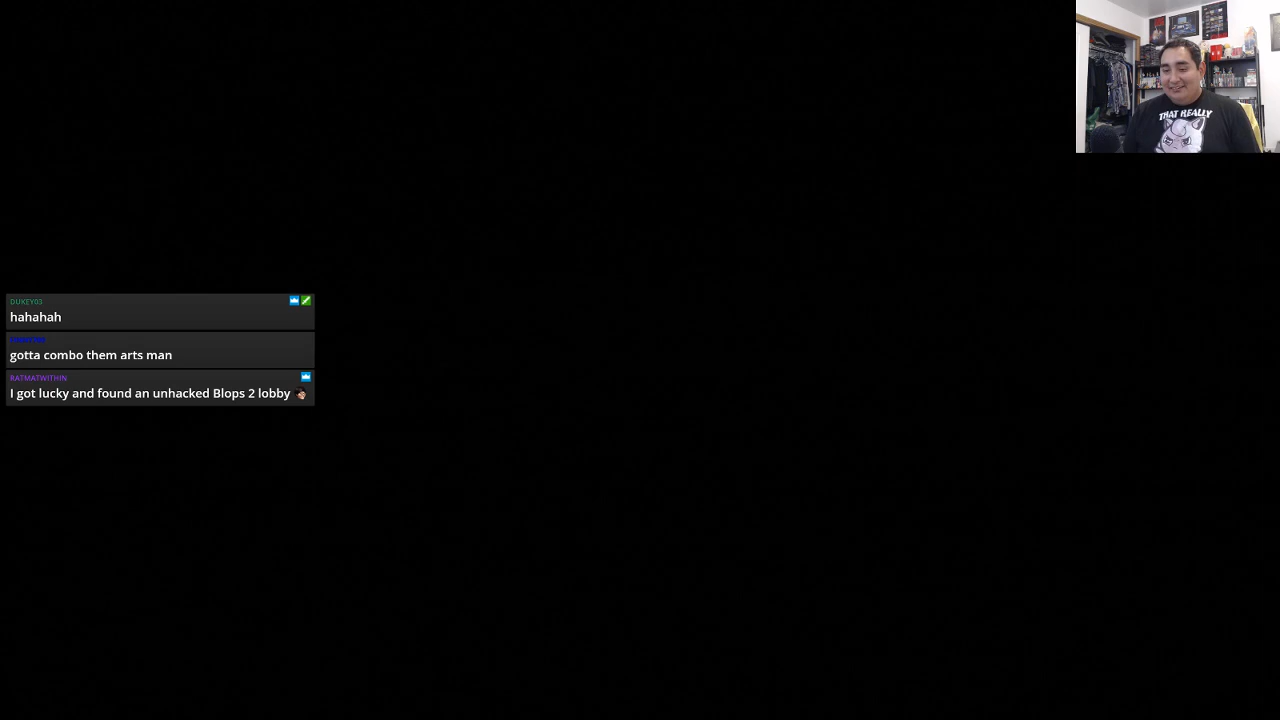 THAT REALLY
DUKEY03
hahahah
gotta combo them arts man
RATMATWITHIN
I got lucky and found an unhacked Blops 2 lobby